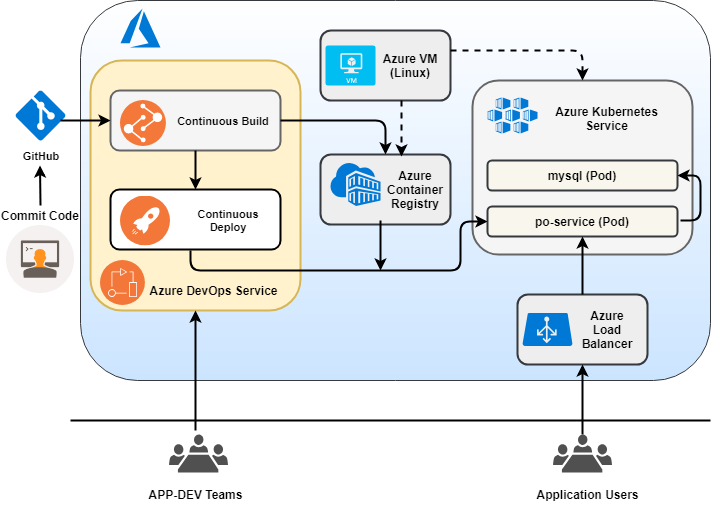 Azure VM
(Linux)
VM
Continuous Build
Azure Kubernetes
Service
GitHub
Azure
Container
Registry
mysql (Pod)
Commit Code
Continuous
Deploy
po-service (Pod)
Azure DevOps Service
Azure
Load
Balancer
APP-DEV Teams
Application Users